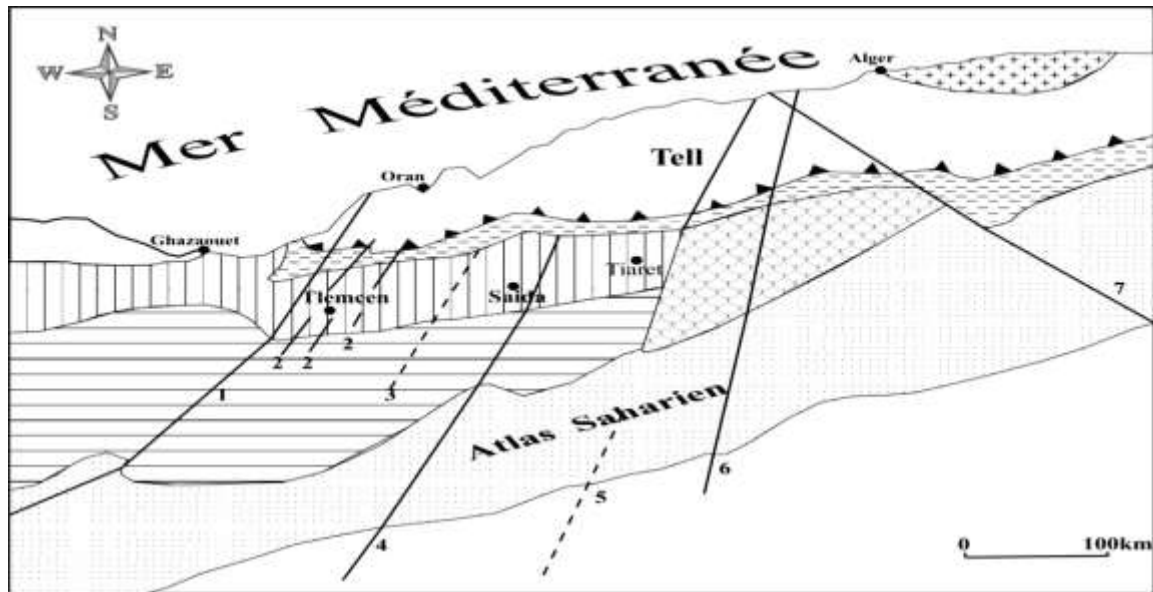 N
W E
S
Mer Méditerranée
Alger
Tell
Oran
Ghazaouet
Tlemcen
Saida
Tiaret
1
2
2
2
3
4
5
6
7
Atlas Saharien
0 100km